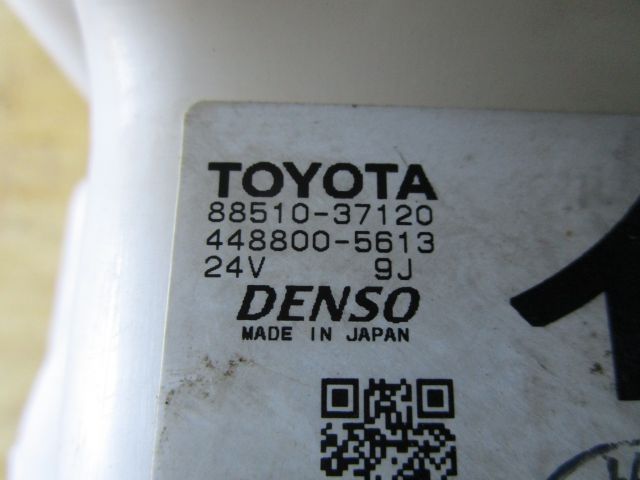 TOYOTA
88510-37120
448800-5613
24V 9J
DENSO
MADE IN JAPAN